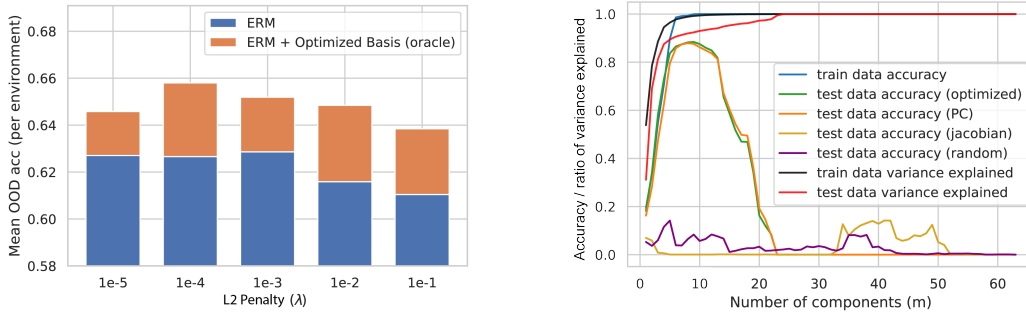 Mean OOD acc (per environment)
0.68
0.66
0.64
0.62
0.60
0.58
ERM
ERM + Optimized Basis (oracle)
1e-5 1e-4 1e-3 1e-2 1e-1
L2 Penalty (λ)
Accuracy / ratio of variance explained
1.0
0.8
0.6
0.4
0.2
0.0
train data accuracy
test data accuracy (optimized)
test data accuracy (PC)
test data accuracy (jacobian)
test data accuracy (random)
train data variance explained
test data variance explained
0 10 20 30 40 50 60
Number of components (m)